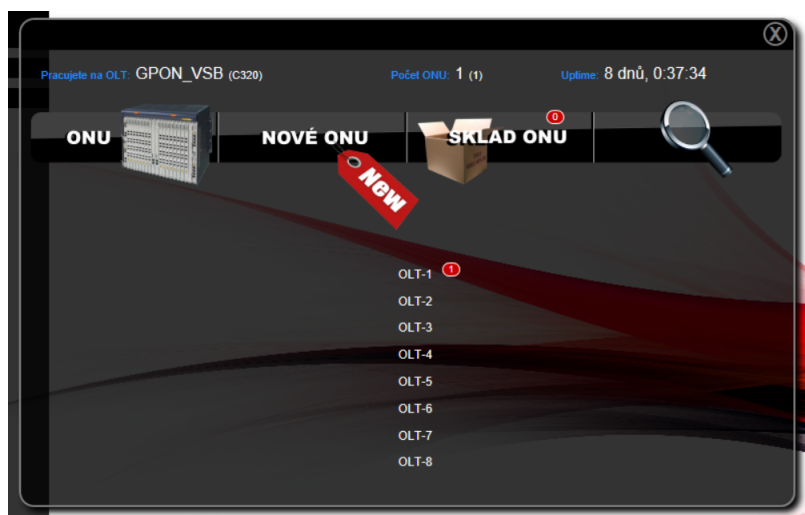 X
Pracujete na OLT: GPON_VSB (C320) Počet ONU: 1 (1) Uptime: 8 dnů, 0:37:34
ONU NOVÉ ONU SKLAD ONU 0
New
OLT-1 1
OLT-2
OLT-3
OLT-4
OLT-5
OLT-6
OLT-7
OLT-8